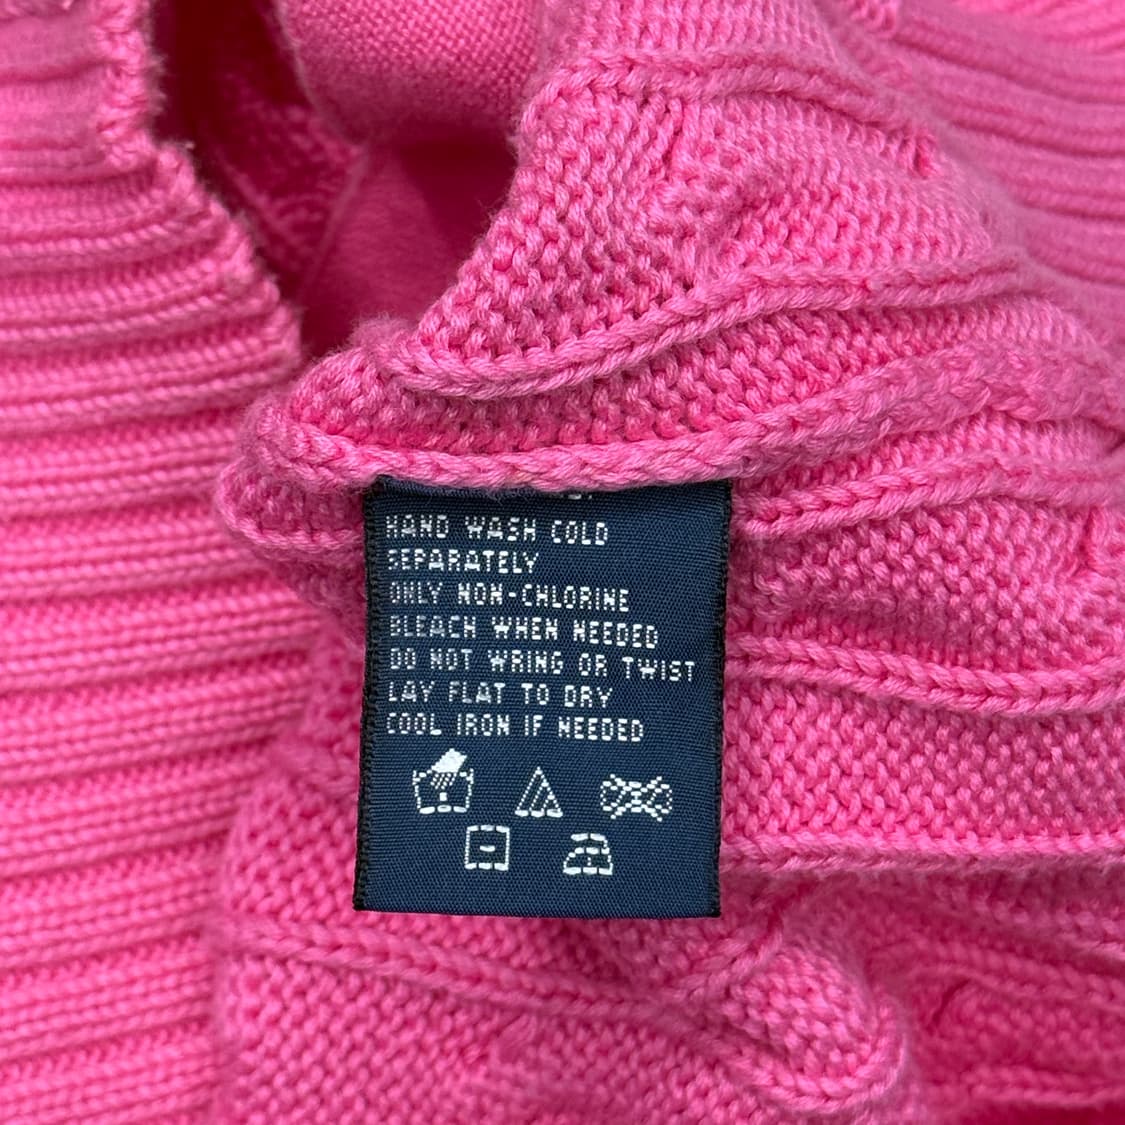 HAND WASH COLD
SEPARATELY
ONLY NON-CHLORINE
BLEACH WHEN NEEDED
DO NOT WRING OR TWIST
LAY FLAT TO DRY
COOL IRON IF NEEDED